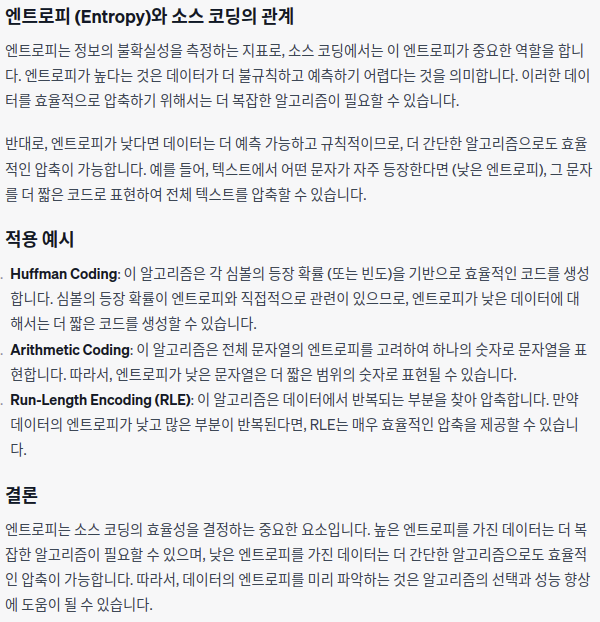 엔트로피 (Entropy)와 소스 코딩의 관계
엔트로피는 정보의 불확실성을 측정하는 지표로, 소스 코딩에서는 이 엔트로피가 중요한 역할을 합니
다. 엔트로피가 높다는 것은 데이터가 더 불규칙하고 예측하기 어렵다는 것을 의미합니다. 이러한 데이
터를 효율적으로 압축하기 위해서는 더 복잡한 알고리즘이 필요할 수 있습니다.
반대로, 엔트로피가 낮다면 데이터는 더 예측 가능하고 규칙적이므로, 더 간단한 알고리즘으로도 효율
적인 압축이 가능합니다. 예를 들어, 텍스트에서 어떤 문자가 자주 등장한다면 (낮은 엔트로피), 그 문자
를 더 짧은 코드로 표현하여 전체 텍스트를 압축할 수 있습니다.
적용 예시
Huffman Coding: 이 알고리즘은 각 심볼의 등장 확률 (또는 빈도)을 기반으로 효율적인 코드를 생성
합니다. 심볼의 등장 확률이 엔트로피와 직접적으로 관련이 있으므로, 엔트로피가 낮은 데이터에 대
해서는 더 짧은 코드를 생성할 수 있습니다.
Arithmetic Coding: 이 알고리즘은 전체 문자열의 엔트로피를 고려하여 하나의 숫자로 문자열을 표
현합니다. 따라서, 엔트로피가 낮은 문자열은 더 짧은 범위의 숫자로 표현될 수 있습니다.
Run-Length Encoding (RLE): 이 알고리즘은 데이터에서 반복되는 부분을 찾아 압축합니다. 만약
데이터의 엔트로피가 낮고 많은 부분이 반복된다면, RLE는 매우 효율적인 압축을 제공할 수 있습니
다.
결론
엔트로피는 소스 코딩의 효율성을 결정하는 중요한 요소입니다. 높은 엔트로피를 가진 데이터는 더 복
잡한 알고리즘이 필요할 수 있으며, 낮은 엔트로피를 가진 데이터는 더 간단한 알고리즘으로도 효율적
인 압축이 가능합니다. 따라서, 데이터의 엔트로피를 미리 파악하는 것은 알고리즘의 선택과 성능 향상
에 도움이 될 수 있습니다.